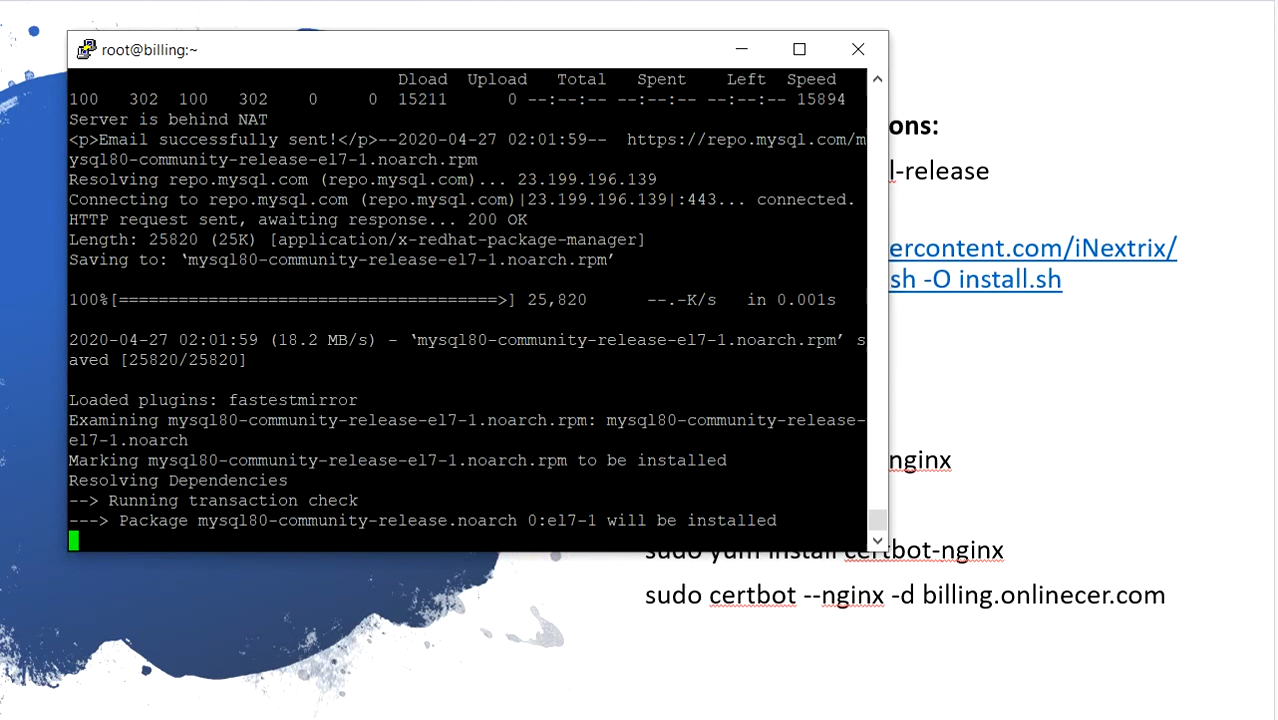 root@billing:~
Dload Upload Total Spent Left Speed
100 302 100 302 0 0 15211 0 --:--:-- --:--:-- --:--:-- 15894
Server is behind NAT
<p>Email successfully sent!</p>--2020-04-27 02:01:59-- https://repo.mysql.com/m
ysql80-community-release-el7-1.noarch.rpm
Resolving repo.mysql.com (repo.mysql.com)... 23.199.196.139
Connecting to repo.mysql.com (repo.mysql.com)|23.199.196.139|:443... connected.
HTTP request sent, awaiting response... 200 OK
Length: 25820 (25K) [application/x-redhat-package-manager]
Saving to: ‘mysql80-community-release-el7-1.noarch.rpm’
100%[======================================>] 25,820 --.-K/s in 0.001s
2020-04-27 02:01:59 (18.2 MB/s) - ‘mysql80-community-release-el7-1.noarch.rpm’ s
aved [25820/25820]
Loaded plugins: fastestmirror
Examining mysql80-community-release-el7-1.noarch.rpm: mysql80-community-release-
el7-1.noarch
Marking mysql80-community-release-el7-1.noarch.rpm to be installed
Resolving Dependencies
--> Running transaction check
---> Package mysql80-community-release.noarch 0:el7-1 will be installed
ons:
l-release
ercontent.com/iNextrix/
sh -O install.sh
nginx
sudo yum install certbot-nginx
sudo certbot --nginx -d billing.onlinecer.com